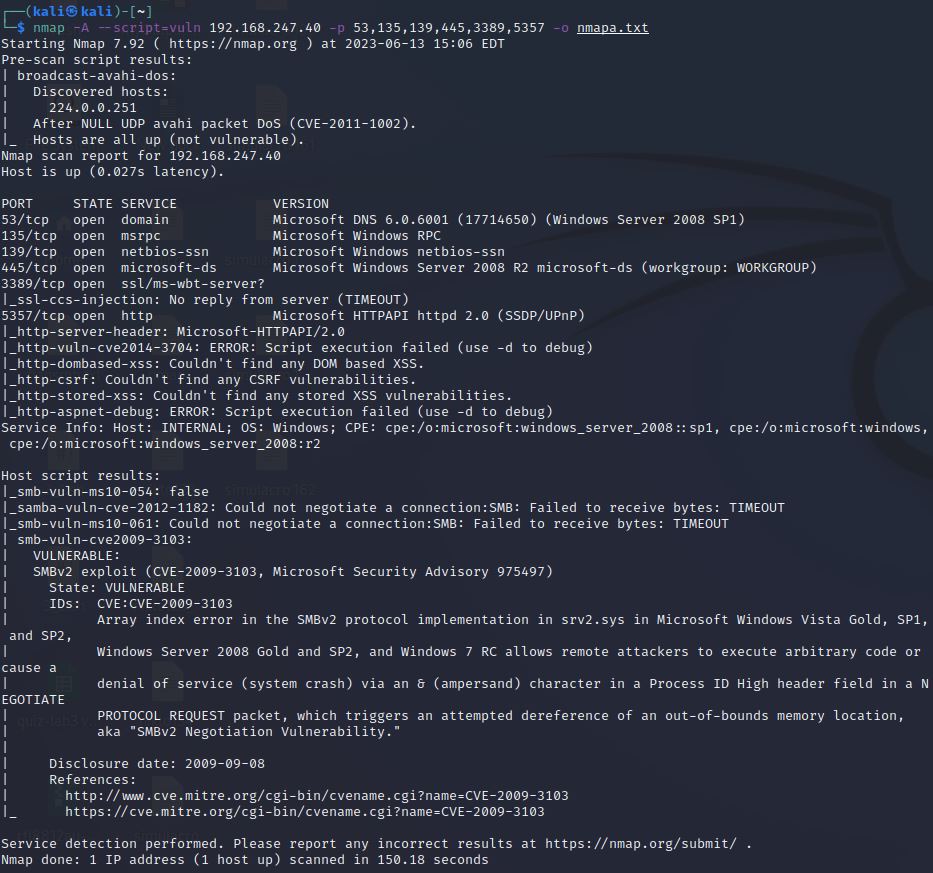 ┌──(kali㉿kali)-[~]
└─$ nmap -A --script=vuln 192.168.247.40 -p 53,135,139,445,3389,5357 -o nmapa.txt
Starting Nmap 7.92 ( https://nmap.org ) at 2023-06-13 15:06 EDT
Pre-scan script results:
| broadcast-avahi-dos:
|   Discovered hosts:
|     224.0.0.251
|   After NULL UDP avahi packet DoS (CVE-2011-1002).
|_  Hosts are all up (not vulnerable).
Nmap scan report for 192.168.247.40
Host is up (0.027s latency).

PORT     STATE SERVICE            VERSION
53/tcp   open  domain             Microsoft DNS 6.0.6001 (17714650) (Windows Server 2008 SP1)
135/tcp  open  msrpc              Microsoft Windows RPC
139/tcp  open  netbios-ssn        Microsoft Windows netbios-ssn
445/tcp  open  microsoft-ds       Microsoft Windows Server 2008 R2 microsoft-ds (workgroup: WORKGROUP)
3389/tcp open  ssl/ms-wbt-server?
|_ssl-ccs-injection: No reply from server (TIMEOUT)
5357/tcp open  http               Microsoft HTTPAPI httpd 2.0 (SSDP/UPnP)
|_http-server-header: Microsoft-HTTPAPI/2.0
|_http-vuln-cve2014-3704: ERROR: Script execution failed (use -d to debug)
|_http-dombased-xss: Couldn't find any DOM based XSS.
|_http-csrf: Couldn't find any CSRF vulnerabilities.
|_http-stored-xss: Couldn't find any stored XSS vulnerabilities.
|_http-aspnet-debug: ERROR: Script execution failed (use -d to debug)
Service Info: Host: INTERNAL; OS: Windows; CPE: cpe:/o:microsoft:windows_server_2008::sp1, cpe:/o:microsoft:windows,
 cpe:/o:microsoft:windows_server_2008:r2

Host script results:
|_smb-vuln-ms10-054: false
|_samba-vuln-cve-2012-1182: Could not negotiate a connection:SMB: Failed to receive bytes: TIMEOUT
|_smb-vuln-ms10-061: Could not negotiate a connection:SMB: Failed to receive bytes: TIMEOUT
| smb-vuln-cve2009-3103:
|   VULNERABLE:
|   SMBv2 exploit (CVE-2009-3103, Microsoft Security Advisory 975497)
|     State: VULNERABLE
|     IDs:  CVE:CVE-2009-3103
|           Array index error in the SMBv2 protocol implementation in srv2.sys in Microsoft Windows Vista Gold, SP1,
 and SP2,
|           Windows Server 2008 Gold and SP2, and Windows 7 RC allows remote attackers to execute arbitrary code or
cause a
|           denial of service (system crash) via an & (ampersand) character in a Process ID High header field in a N
EGOTIATE
|           PROTOCOL REQUEST packet, which triggers an attempted dereference of an out-of-bounds memory location,
|           aka "SMBv2 Negotiation Vulnerability."
|
|     Disclosure date: 2009-09-08
|     References:
|       http://www.cve.mitre.org/cgi-bin/cvename.cgi?name=CVE-2009-3103
|_      https://cve.mitre.org/cgi-bin/cvename.cgi?name=CVE-2009-3103

Service detection performed. Please report any incorrect results at https://nmap.org/submit/ .
Nmap done: 1 IP address (1 host up) scanned in 150.18 seconds